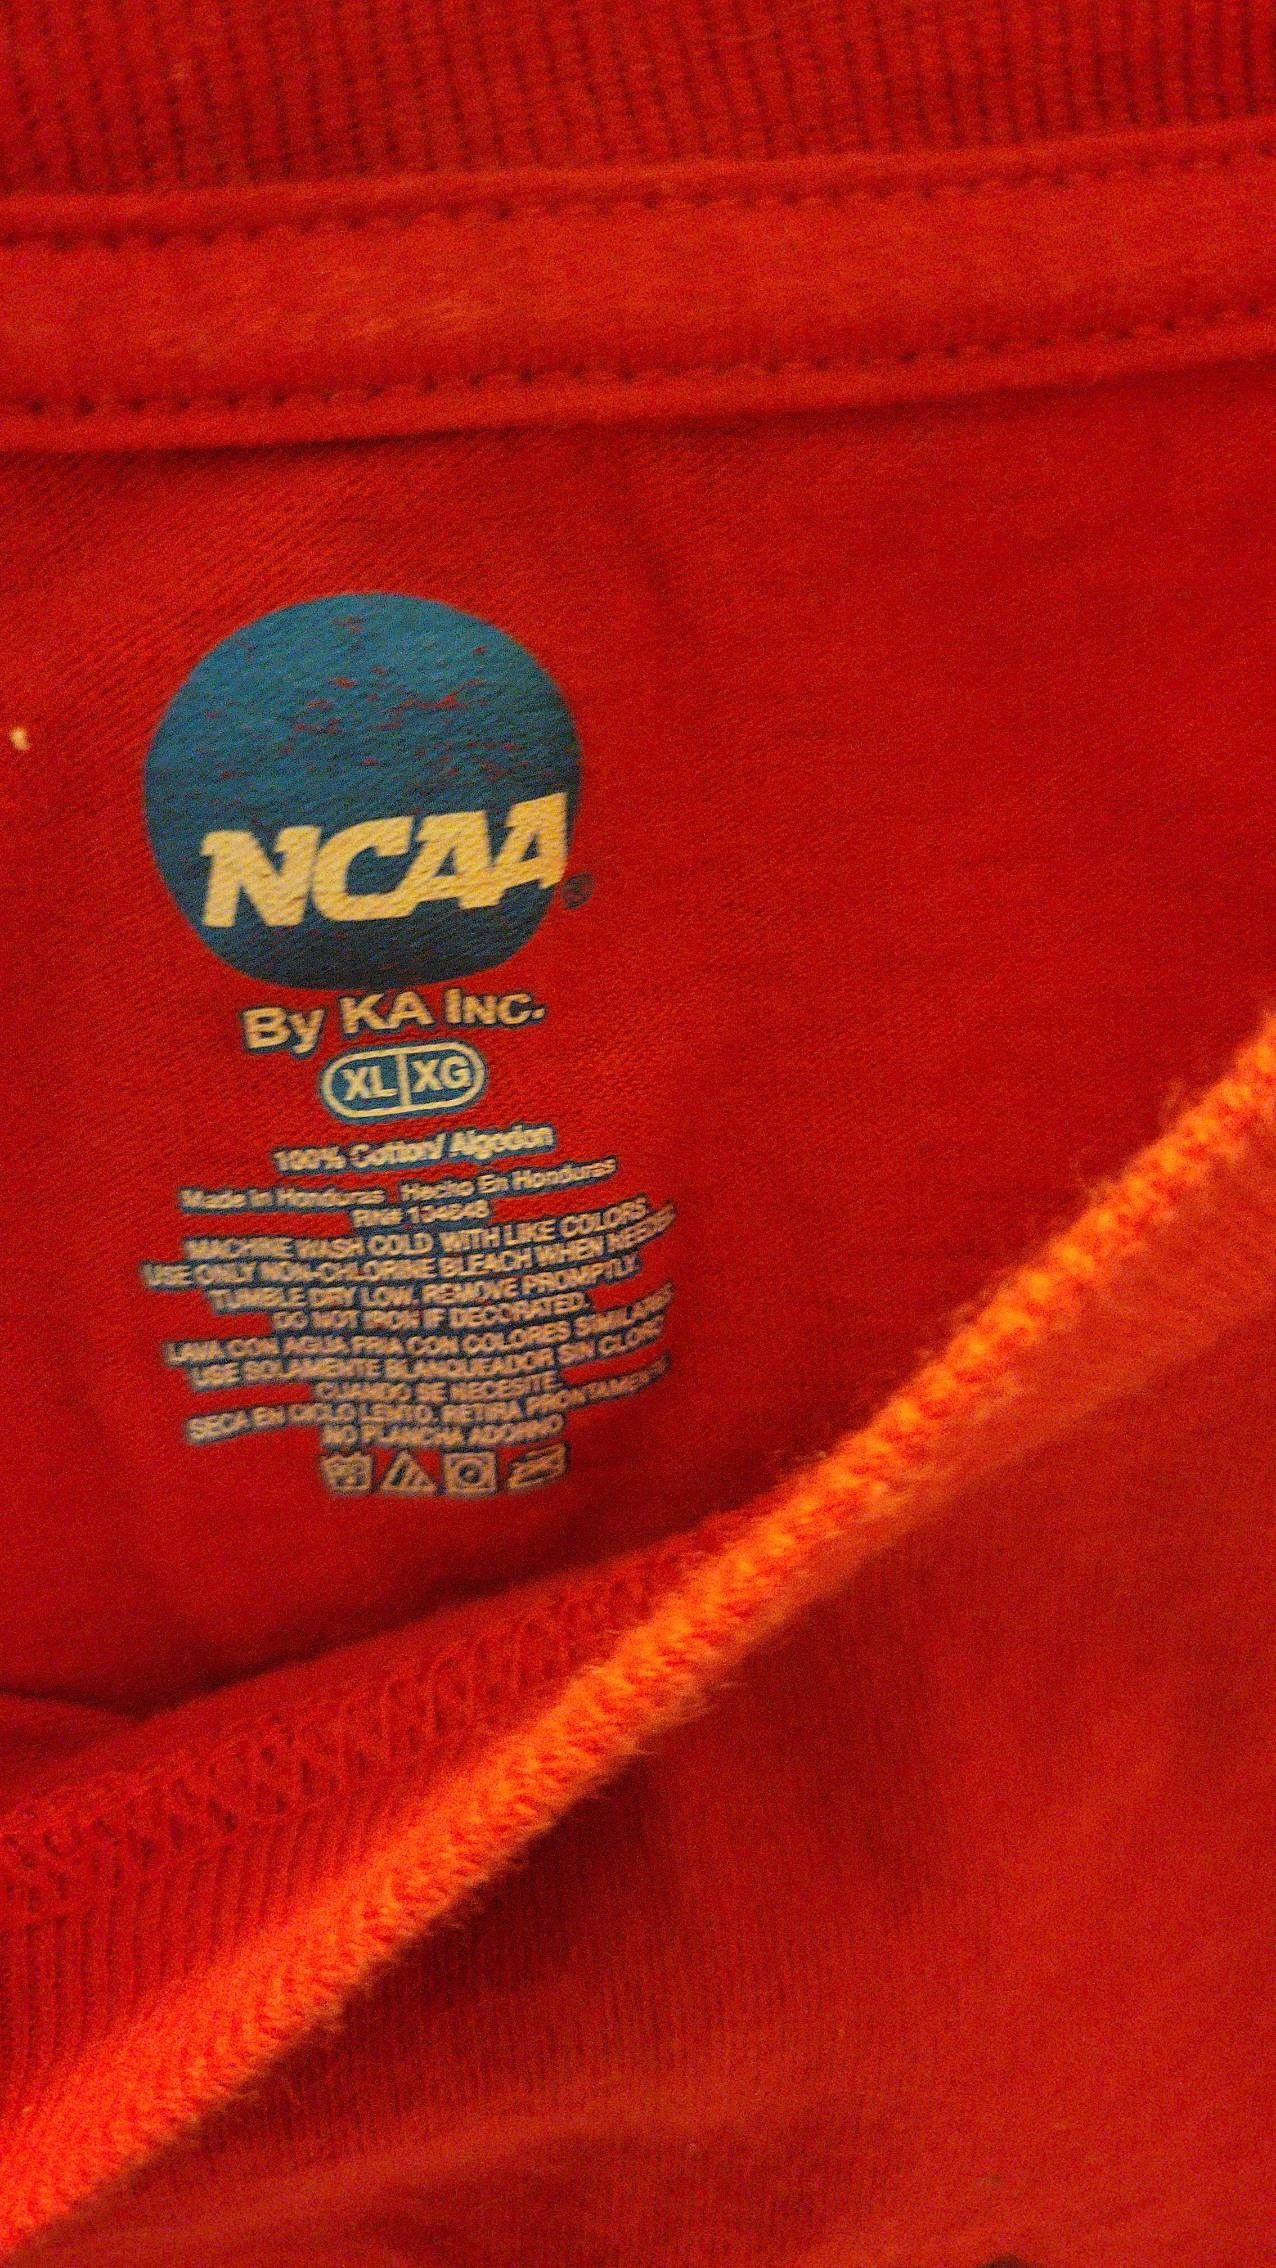 NCAA®
By KA INC.
XL XG
100% Cotton/ Algodon
Made In Honduras Hecho En Honduras
RN#
MACHINE WASH COLD WITH LIKE COLORS.
USE ONLY NON-CHLORINE BLEACH WHEN NEEDED
TUMBLE DRY LOW. REMOVE PROMPTLY.
DO NOT IRON IF DECORATED.
LAVA CON AGUA FRIA CON COLORES SIMILARES
USE SOLAMENTE BLANQUEADOR SIN CLORO
CUANDO SE NECESITE.
SECA EN CICLO LENTO. RETIRA PRONTAMENTE
NO PLANCHA ADORNO